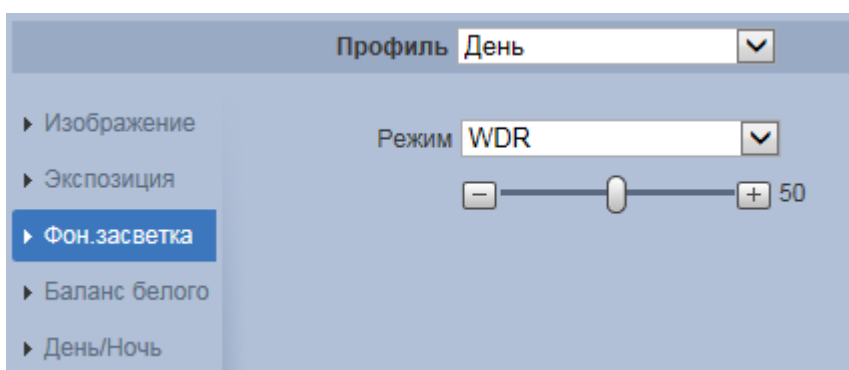 Профиль День
Изображение
Режим WDR
Экспозиция
50
Фон.засветка
Баланс белого
День/Ночь